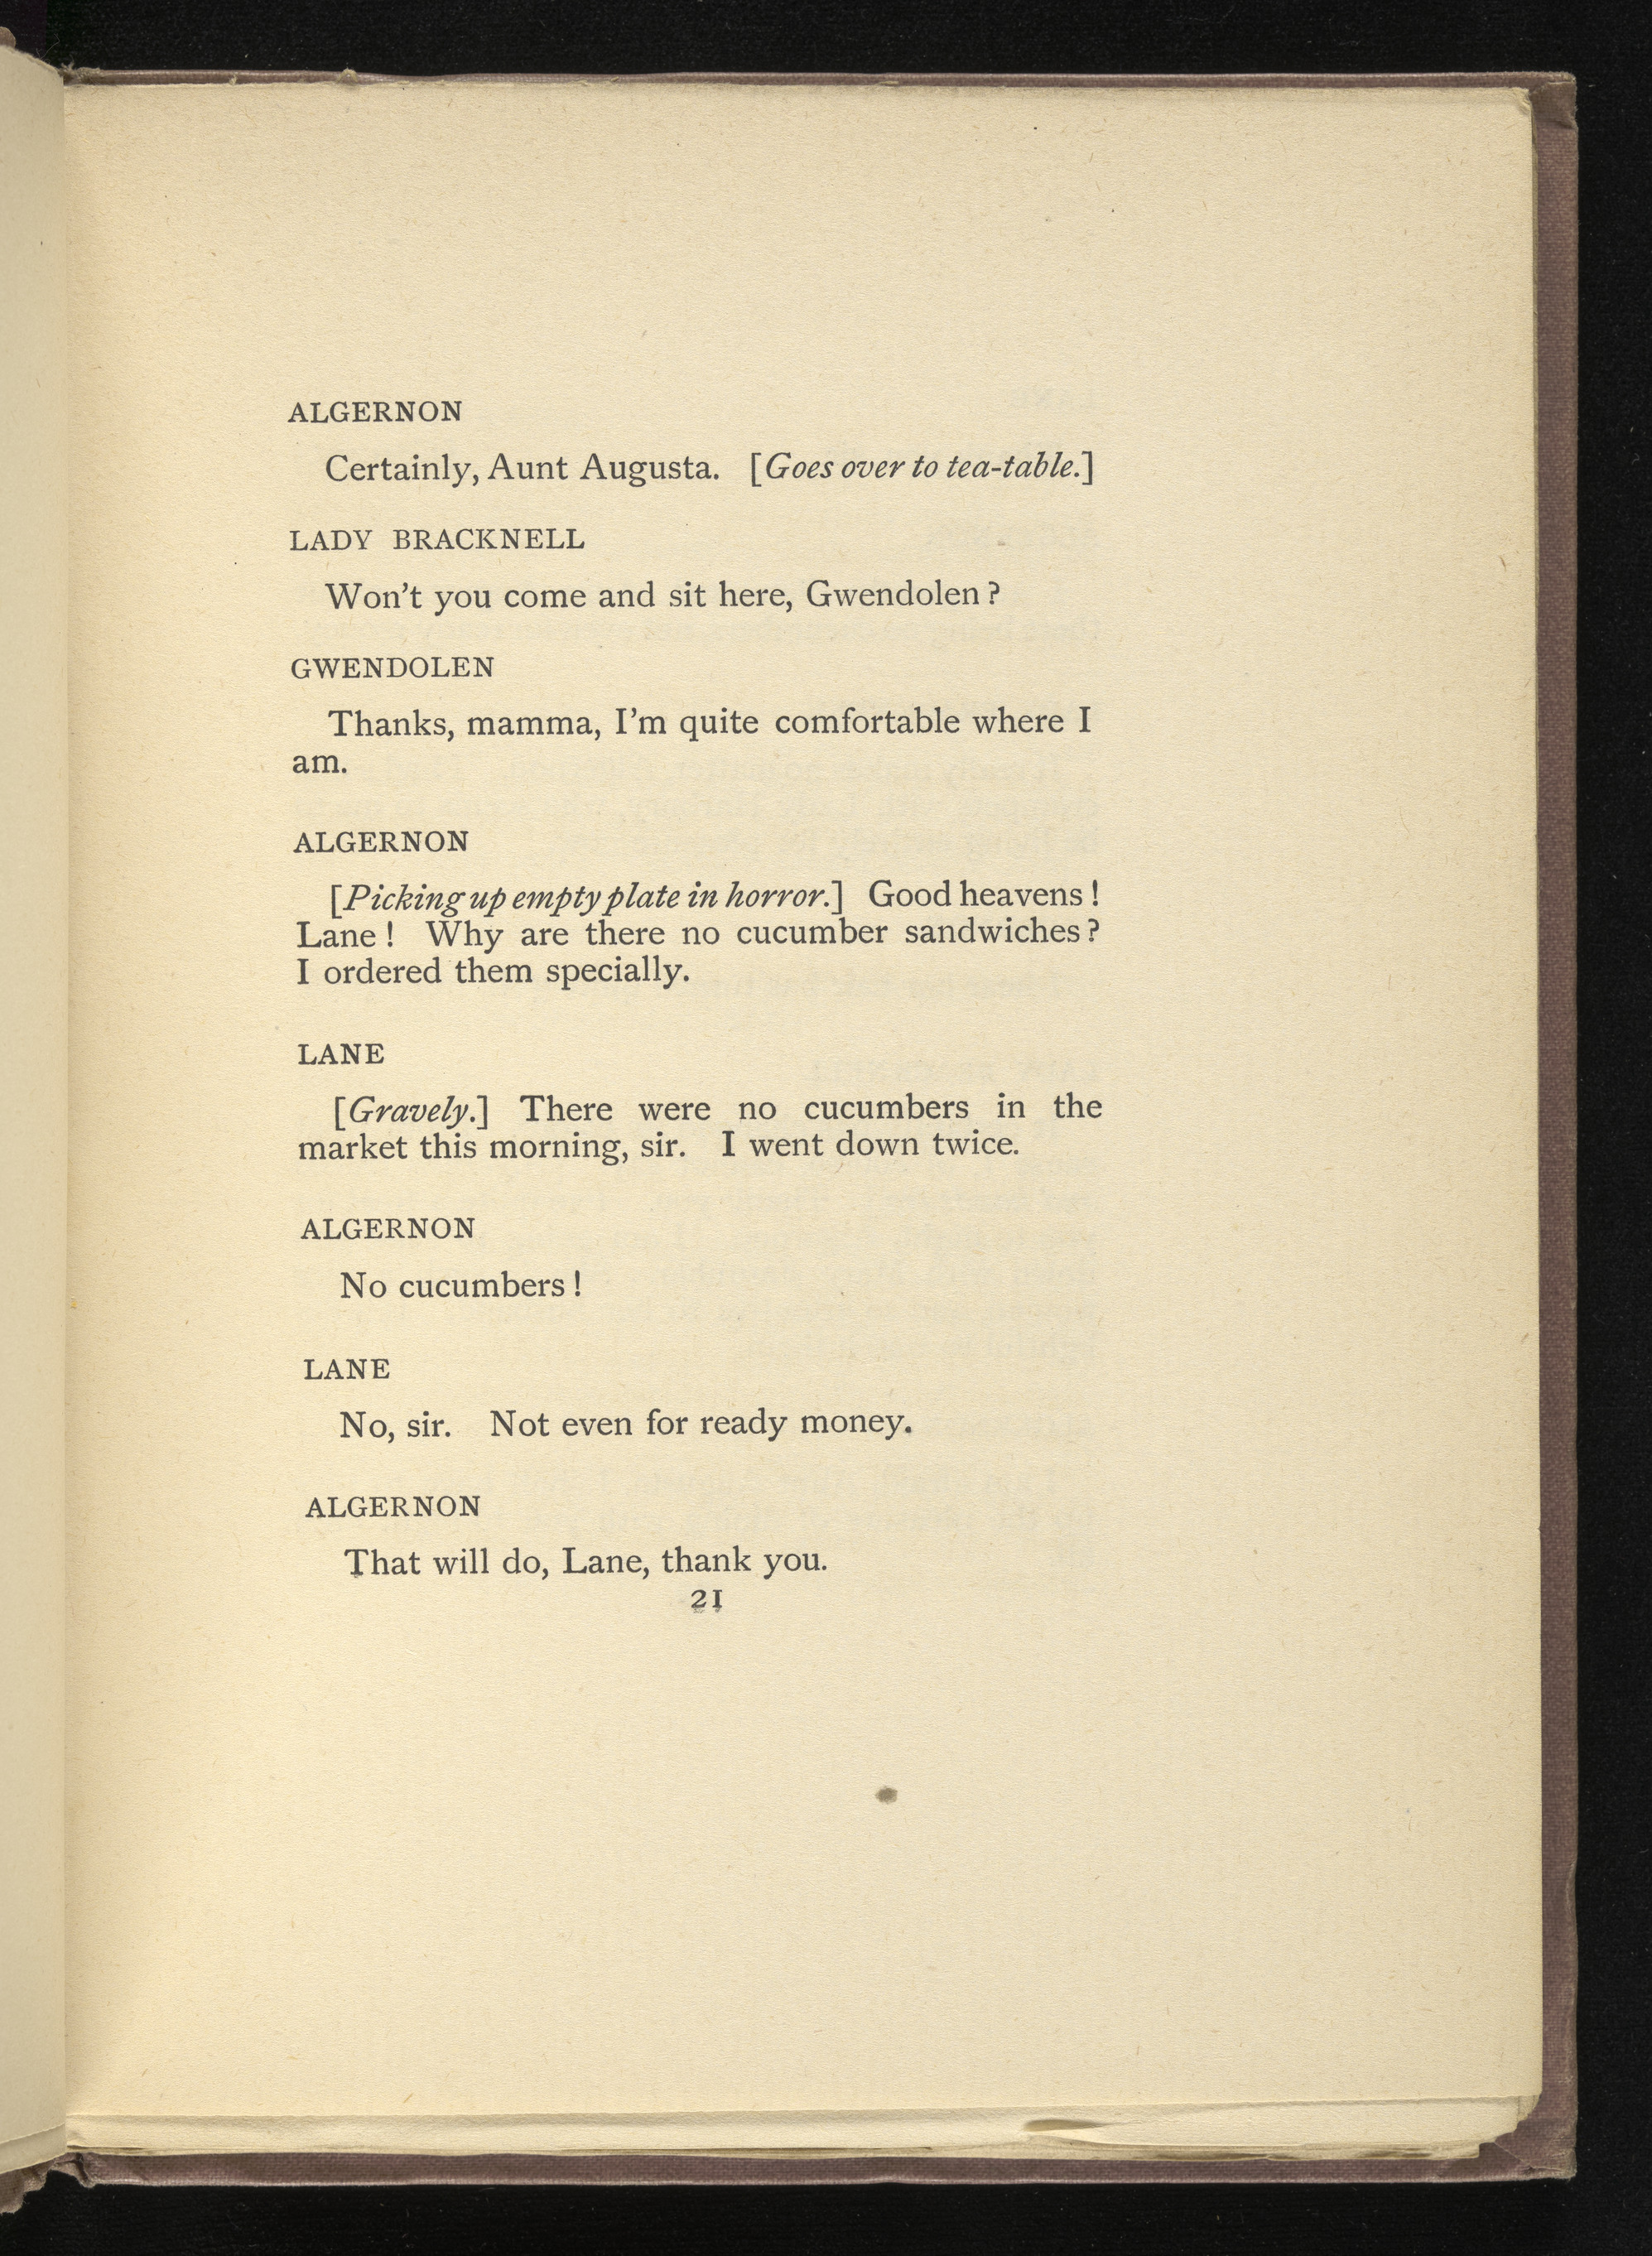 ALGERNON
Certainly, Aunt Augusta. [Goes over to tea-table.]
LADY BRACKNELL
Won't you come and sit here, Gwendolen?
GWENDOLEN
Thanks, mamma, I'm quite comfortable where I
am.
ALGERNON
[Picking up empty plate in horror.] Good heavens!
Lane! Why are there no cucumber sandwiches?
I ordered them specially.
LANE
[Gravely.] There were no cucumbers in the
market this morning, sir. I went down twice.
ALGERNON
No cucumbers!
LANE
No, sir. Not even for ready money.
ALGERNON
That will do, Lane, thank you.
21